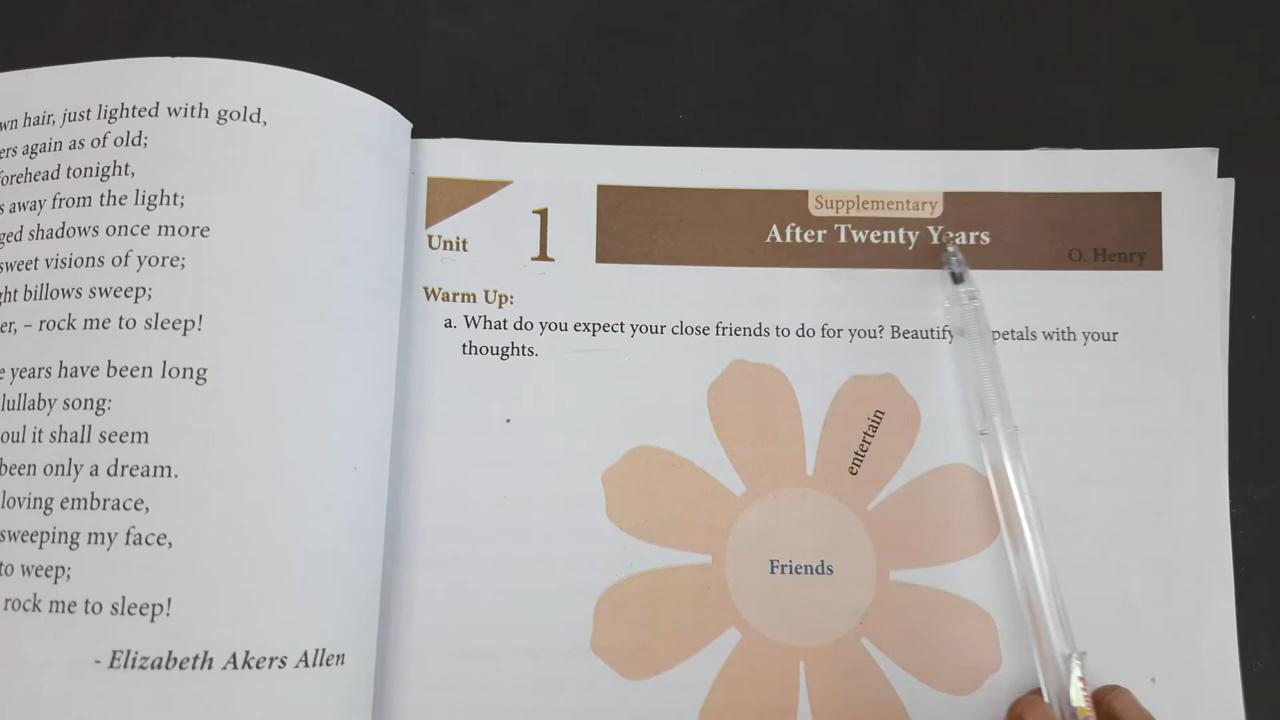 wn hair, just lighted with gold,
ers again as of old;
forehead tonight,
s away from the light;
ged shadows once more
sweet visions of yore;
ht billows sweep;
er, – rock me to sleep!
e years have been long
lullaby song:
oul it shall seem
been only a dream.
loving embrace,
sweeping my face,
to weep;
rock me to sleep!
- Elizabeth Akers Allen
Unit 1
Supplementary
After Twenty Years
O. Henry
Warm Up:
a. What do you expect your close friends to do for you? Beautify petals with your
thoughts.
entertain
Friends